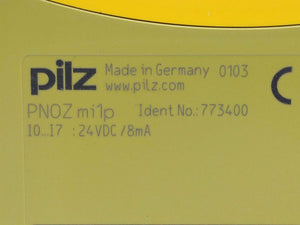 pilz Made in Germany 0103
www.pilz.com
PNOZ mi1p Ident No.: 773400
I0..I7 : 24VDC/8mA